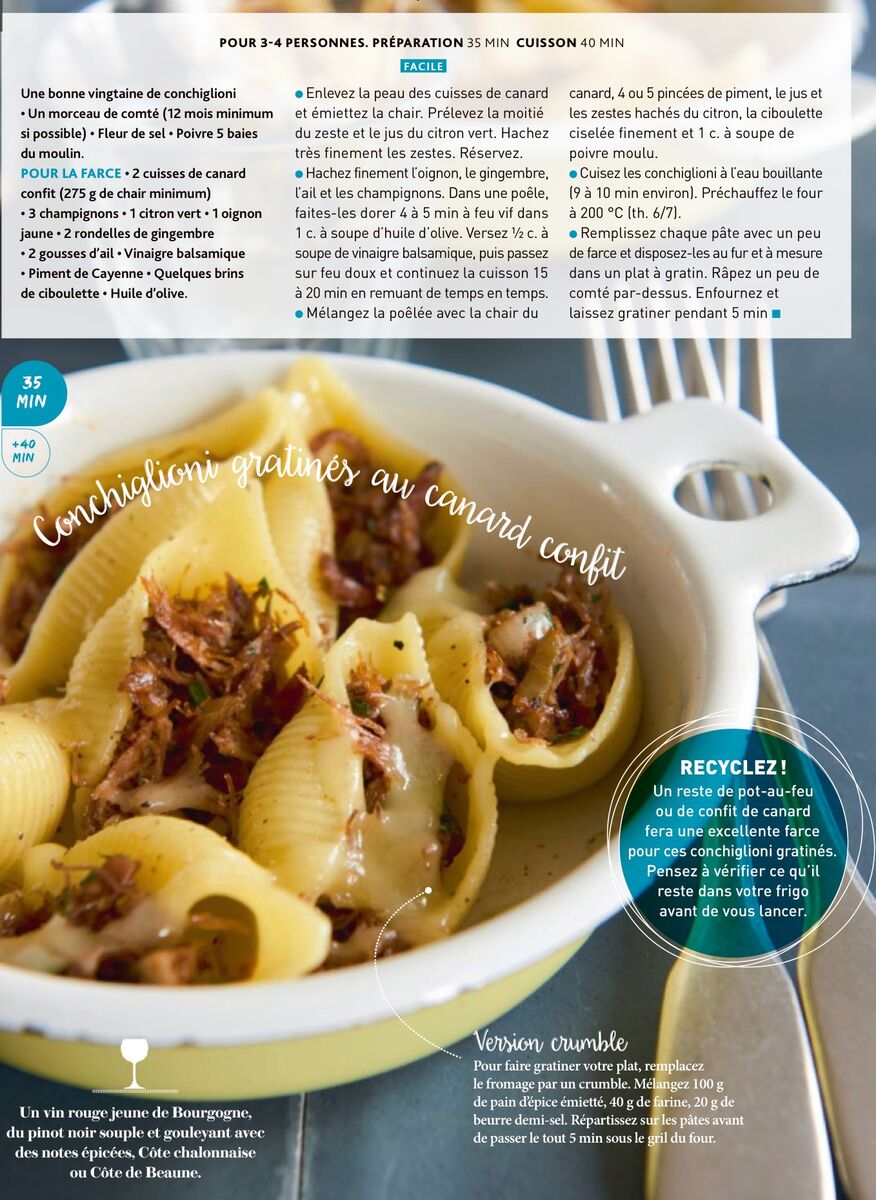 POUR 3-4 PERSONNES. PRÉPARATION 35 MIN CUISSON 40 MIN
FACILE
Une bonne vingtaine de conchiglioni
• Un morceau de comté (12 mois minimum
si possible) • Fleur de sel • Poivre 5 baies
du moulin.
POUR LA FARCE • 2 cuisses de canard
confit (275 g de chair minimum)
• 3 champignons • 1 citron vert • 1 oignon
jaune • 2 rondelles de gingembre
• 2 gousses d'ail • Vinaigre balsamique
• Piment de Cayenne • Quelques brins
de ciboulette • Huile d'olive.
● Enlevez la peau des cuisses de canard
et émiettez la chair. Prélevez la moitié
du zeste et le jus du citron vert. Hachez
très finement les zestes. Réservez.
● Hachez finement l'oignon, le gingembre,
l'ail et les champignons. Dans une poêle,
faites-les dorer 4 à 5 min à feu vif dans
1 c. à soupe d'huile d'olive. Versez ½ c. à
soupe de vinaigre balsamique, puis passez
sur feu doux et continuez la cuisson 15
à 20 min en remuant de temps en temps.
● Mélangez la poêlée avec la chair du
canard, 4 ou 5 pincées de piment, le jus et
les zestes hachés du citron, la ciboulette
ciselée finement et 1 c. à soupe de
poivre moulu.
● Cuisez les conchiglioni à l'eau bouillante
(9 à 10 min environ). Préchauffez le four
à 200 °C (th. 6/7).
● Remplissez chaque pâte avec un peu
de farce et disposez-les au fur et à mesure
dans un plat à gratin. Râpez un peu de
comté par-dessus. Enfournez et
laissez gratiner pendant 5 min ■
35
MIN
+40
MIN
Conchiglioni gratinés au canard confit
RECYCLEZ !
Un reste de pot-au-feu
ou de confit de canard
fera une excellente farce
pour ces conchiglioni gratinés.
Pensez à vérifier ce qu'il
reste dans votre frigo
avant de vous lancer.
Version crumble
Pour faire gratiner votre plat, remplacez
le fromage par un crumble. Mélangez 100 g
de pain d'épice émietté, 40 g de farine, 20 g de
beurre demi-sel. Répartissez sur les pâtes avant
de passer le tout 5 min sous le gril du four.
Un vin rouge jeune de Bourgogne,
du pinot noir souple et gouleyant avec
des notes épicées, Côte chalonnaise
ou Côte de Beaune.